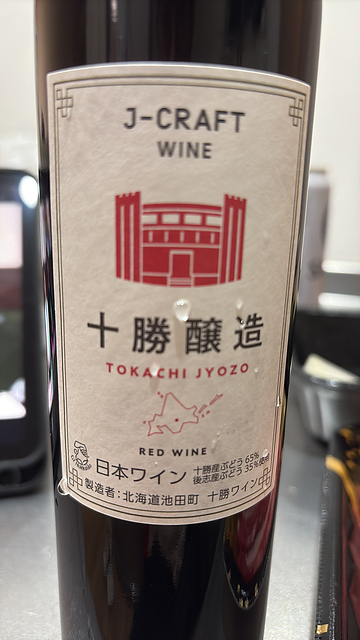 J-CRAFT
WINE
十勝醸造
TOKACHI JYOZO
RED WINE
日本ワイン 十勝産ぶどう65%
後志産ぶどう35%使用
製造者:北海道池田町 十勝ワイン